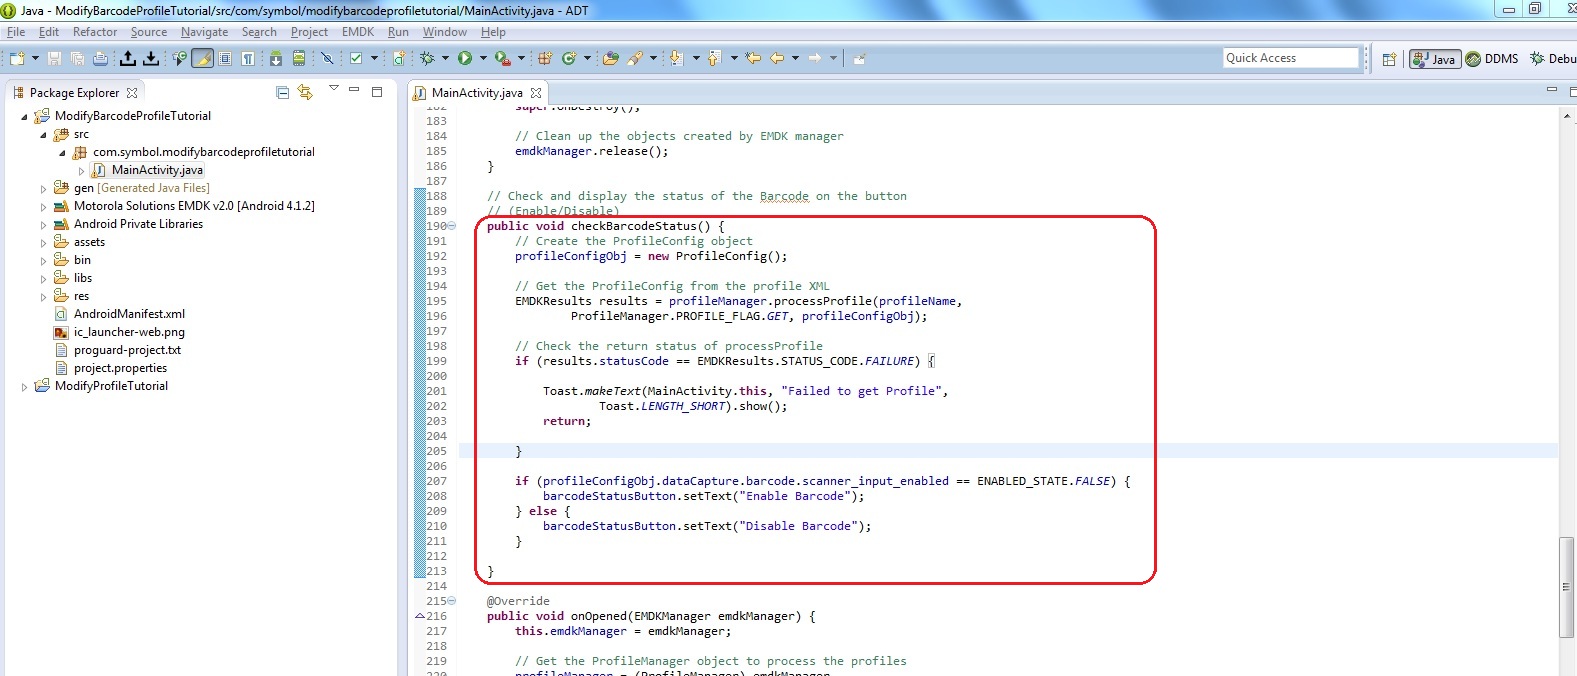 Java - ModifyBarcodeProfileTutorial/src/com/symbol/modifybarcodeprofiletutorial/MainActivity.java - ADT
File Edit Refactor Source Navigate Search Project EMDK Run Window Help
Quick Access
Java
DDMS
Debu
Package Explorer
ModifyBarcodeProfileTutorial
src
com.symbol.modifybarcodeprofiletutorial
MainActivity.java
gen [Generated Java Files]
Motorola Solutions EMDK v2.0 [Android 4.1.2]
Android Private Libraries
assets
bin
libs
res
AndroidManifest.xml
ic_launcher-web.png
proguard-project.txt
project.properties
ModifyProfileTutorial
MainActivity.java
182 super.onDestroy();
183
184 // Clean up the objects created by EMDK manager
185 emdkManager.release();
186 }
187
188 // Check and display the status of the Barcode on the button
189 // (Enable/Disable)
190 public void checkBarcodeStatus() {
191 // Create the ProfileConfig object
192 profileConfigObj = new ProfileConfig();
193
194 // Get the ProfileConfig from the profile XML
195 EMDKResults results = profileManager.processProfile(profileName,
196 ProfileManager.PROFILE_FLAG.GET, profileConfigObj);
197
198 // Check the return status of processProfile
199 if (results.statusCode == EMDKResults.STATUS_CODE.FAILURE) {
200
201 Toast.makeText(MainActivity.this, "Failed to get Profile",
202 Toast.LENGTH_SHORT).show();
203 return;
204
205 }
206
207 if (profileConfigObj.dataCapture.barcode.scanner_input_enabled == ENABLED_STATE.FALSE) {
208 barcodeStatusButton.setText("Enable Barcode");
209 } else {
210 barcodeStatusButton.setText("Disable Barcode");
211 }
212
213 }
214
215 @Override
216 public void onOpened(EMDKManager emdkManager) {
217 this.emdkManager = emdkManager;
218
219 // Get the ProfileManager object to process the profiles
220 profileManager = (ProfileManager) emdkManager